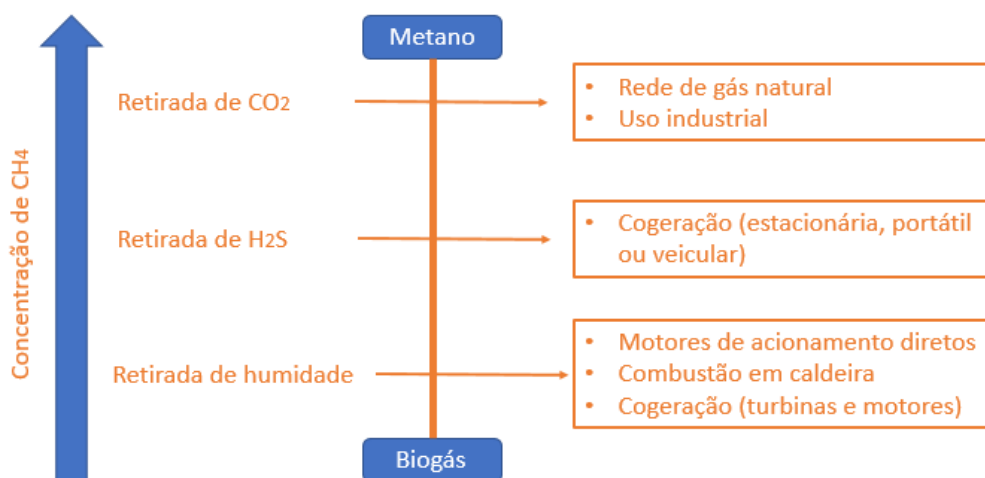 Metano
Concentração de CH4
Retirada de CO2
• Rede de gás natural
• Uso industrial
Retirada de H2S
• Cogeração (estacionária, portátil
ou veicular)
Retirada de humidade
• Motores de acionamento diretos
• Combustão em caldeira
• Cogeração (turbinas e motores)
Biogás